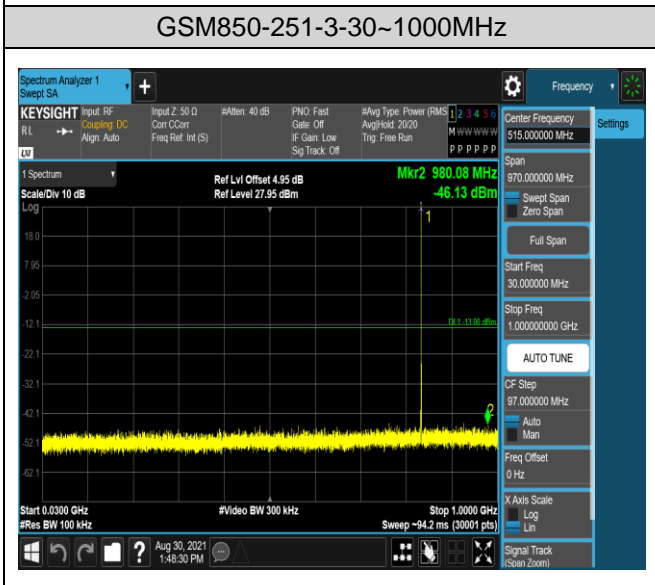 GSM850-251-3-30~1000MHz
Spectrum Analyzer 1
Swept SA
+
Frequency
Settings
KEYSIGHT
RL
LXI
Input: RF
Coupling: DC
Align: Auto
Input Z: 50 Ω
Corr CCorr
Freq Ref: Int (S)
#Atten: 40 dB
PNO: Fast
Gate: Off
IF Gain: Low
Sig Track: Off
#Avg Type: Power (RMS
Avg|Hold: 20/20
Trig: Free Run
1 2 3 4 5 6
M W W W W W
P P P P P P
1 Spectrum
Scale/Div 10 dB
Log
Ref Lvl Offset 4.95 dB
Ref Level 27.95 dBm
Mkr2 980.08 MHz
-46.13 dBm
1
18.0
7.95
-2.05
-12.1
DL1 -13.00 dBm
-22.1
-32.1
-42.1
2
-52.1
-62.1
Start 0.0300 GHz
#Res BW 100 kHz
#Video BW 300 kHz
Stop 1.0000 GHz
Sweep ~94.2 ms (30001 pts)
Center Frequency
515.000000 MHz
Span
970.000000 MHz
Swept Span
Zero Span
Full Span
Start Freq
30.000000 MHz
Stop Freq
1.000000000 GHz
AUTO TUNE
CF Step
97.000000 MHz
Auto
Man
Freq Offset
0 Hz
X Axis Scale
Log
Lin
Signal Track
(Span Zoom)
?
Aug 30, 2021
1:48:30 PM